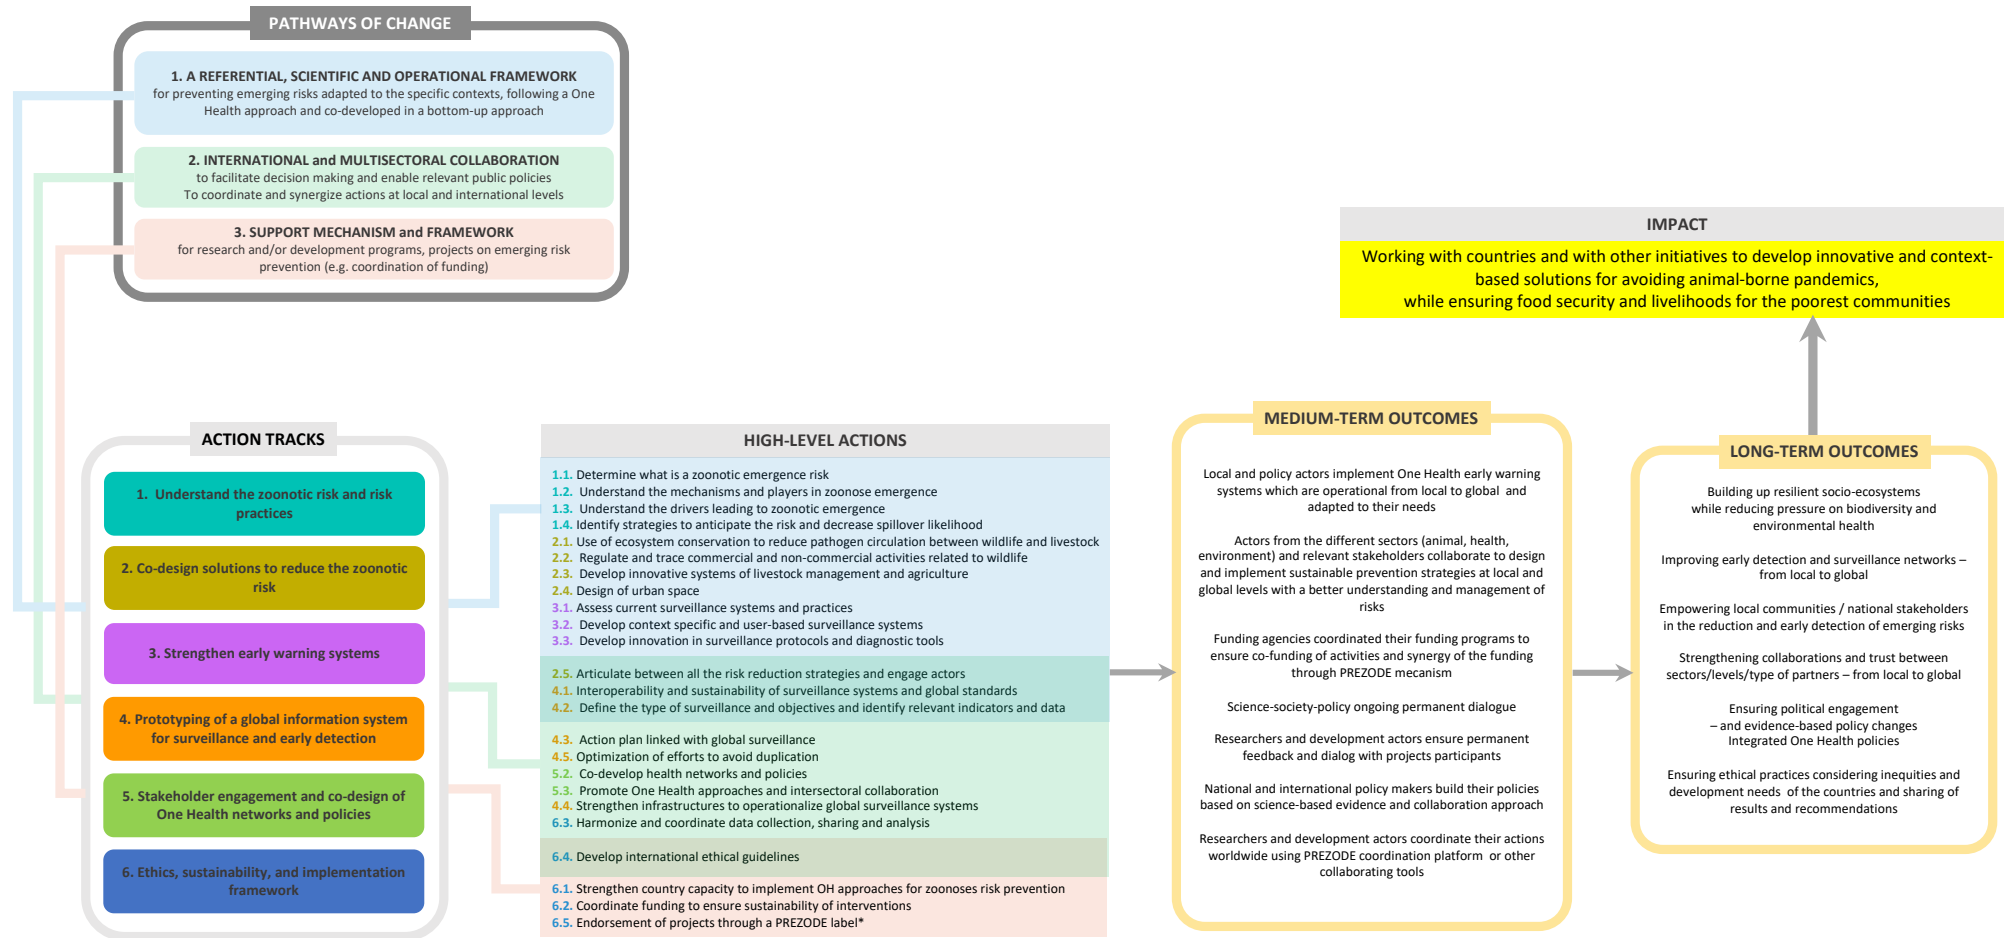 PATHWAYS OF CHANGE
1. A REFERENTIAL, SCIENTIFIC AND OPERATIONAL FRAMEWORK
for preventing emerging risks adapted to the specific contexts, following a One
Health approach and co-developed in a bottom-up approach
2. INTERNATIONAL and MULTISECTORAL COLLABORATION
to facilitate decision making and enable relevant public policies
To coordinate and synergize actions at local and international levels
3. SUPPORT MECHANISM and FRAMEWORK
for research and/or development programs, projects on emerging risk
prevention (e.g. coordination of funding)
IMPACT
Working with countries and with other initiatives to develop innovative and context-
based solutions for avoiding animal-borne pandemics,
while ensuring food security and livelihoods for the poorest communities
ACTION TRACKS
1. Understand the zoonotic risk and risk
practices
2. Co-design solutions to reduce the zoonotic
risk
3. Strengthen early warning systems
4. Prototyping of a global information system
for surveillance and early detection
5. Stakeholder engagement and co-design of
One Health networks and policies
6. Ethics, sustainability, and implementation
framework
HIGH-LEVEL ACTIONS
1.1. Determine what is a zoonotic emergence risk
1.2. Understand the mechanisms and players in zoonose emergence
1.3. Understand the drivers leading to zoonotic emergence
1.4. Identify strategies to anticipate the risk and decrease spillover likelihood
2.1. Use of ecosystem conservation to reduce pathogen circulation between wildlife and livestock
2.2. Regulate and trace commercial and non-commercial activities related to wildlife
2.3. Develop innovative systems of livestock management and agriculture
2.4. Design of urban space
3.1. Assess current surveillance systems and practices
3.2. Develop context specific and user-based surveillance systems
3.3. Develop innovation in surveillance protocols and diagnostic tools
2.5. Articulate between all the risk reduction strategies and engage actors
4.1. Interoperability and sustainability of surveillance systems and global standards
4.2. Define the type of surveillance and objectives and identify relevant indicators and data
4.3. Action plan linked with global surveillance
4.5. Optimization of efforts to avoid duplication
5.2. Co-develop health networks and policies
5.3. Promote One Health approaches and intersectoral collaboration
4.4. Strengthen infrastructures to operationalize global surveillance systems
6.3. Harmonize and coordinate data collection, sharing and analysis
6.4. Develop international ethical guidelines
6.1. Strengthen country capacity to implement OH approaches for zoonoses risk prevention
6.2. Coordinate funding to ensure sustainability of interventions
6.5. Endorsement of projects through a PREZODE label*
MEDIUM-TERM OUTCOMES
Local and policy actors implement One Health early warning
systems which are operational from local to global and
adapted to their needs
Actors from the different sectors (animal, health,
environment) and relevant stakeholders collaborate to design
and implement sustainable prevention strategies at local and
global levels with a better understanding and management of
risks
Funding agencies coordinated their funding programs to
ensure co-funding of activities and synergy of the funding
through PREZODE mecanism
Science-society-policy ongoing permanent dialogue
Researchers and development actors ensure permanent
feedback and dialog with projects participants
National and international policy makers build their policies
based on science-based evidence and collaboration approach
Researchers and development actors coordinate their actions
worldwide using PREZODE coordination platform or other
collaborating tools
LONG-TERM OUTCOMES
Building up resilient socio-ecosystems
while reducing pressure on biodiversity and
environmental health
Improving early detection and surveillance networks –
from local to global
Empowering local communities / national stakeholders
in the reduction and early detection of emerging risks
Strengthening collaborations and trust between
sectors/levels/type of partners – from local to global
Ensuring political engagement
– and evidence-based policy changes
Integrated One Health policies
Ensuring ethical practices considering inequities and
development needs of the countries and sharing of
results and recommendations